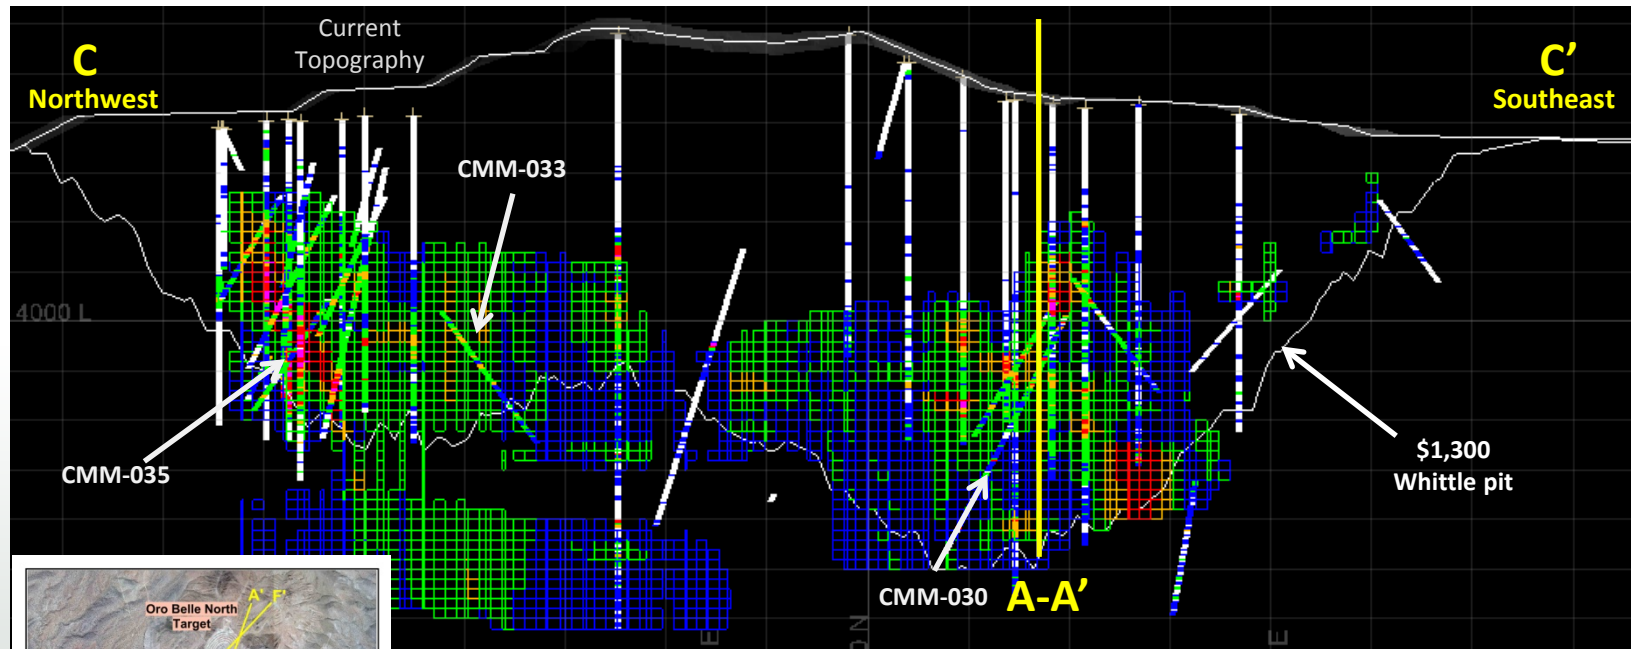 Current
Topography
C
Northwest
C’
Southeast
CMM-033
4000 L
CMM-035
$1,300
Whittle pit
CMM-030
A-A’
E
N
E
A'
F'
Oro Belle North
Target